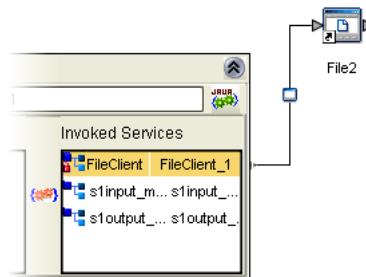 JAVA
File2
Invoked Services
FileClient FileClient_1
s1input_m... s1input_...
s1output_... s1output_...